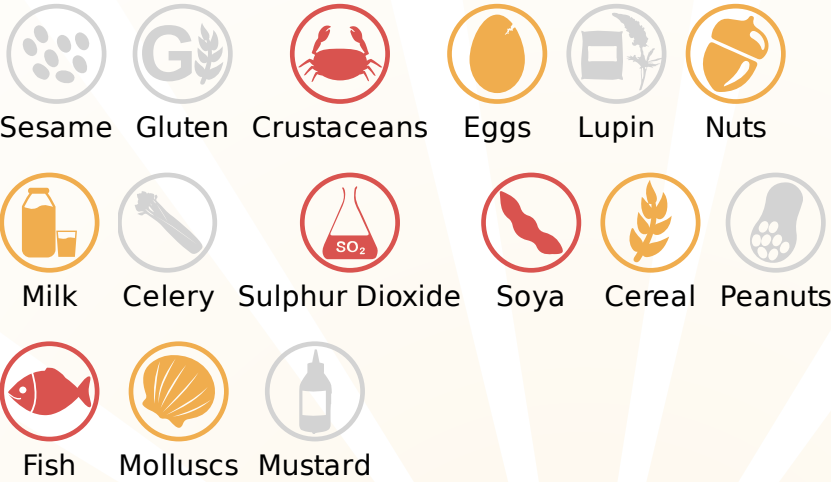 G
Sesame Gluten Crustaceans Eggs Lupin Nuts
SO₂
Milk Celery Sulphur Dioxide Soya Cereal Peanuts
Fish Molluscs Mustard